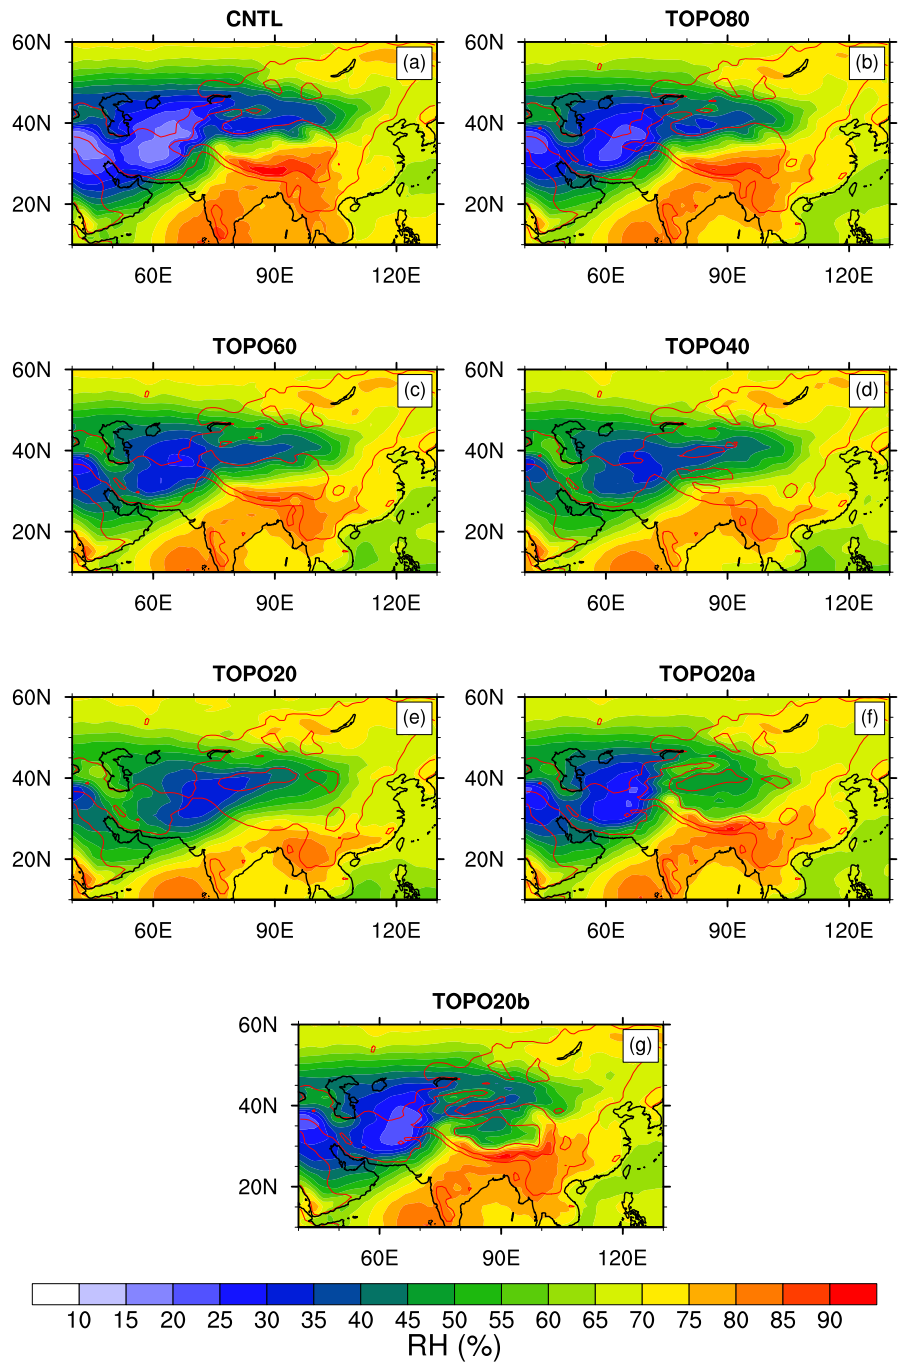 CNTL TOPO80
60N (a) 60N (b)
40N 40N
20N 20N
60E 90E 120E 60E 90E 120E
TOPO60 TOPO40
60N (c) 60N (d)
40N 40N
20N 20N
60E 90E 120E 60E 90E 120E
TOPO20 TOPO20a
60N (e) 60N (f)
40N 40N
20N 20N
60E 90E 120E 60E 90E 120E
TOPO20b
60N (g)
40N
20N
60E 90E 120E
10 15 20 25 30 35 40 45 50 55 60 65 70 75 80 85 90
RH (%)